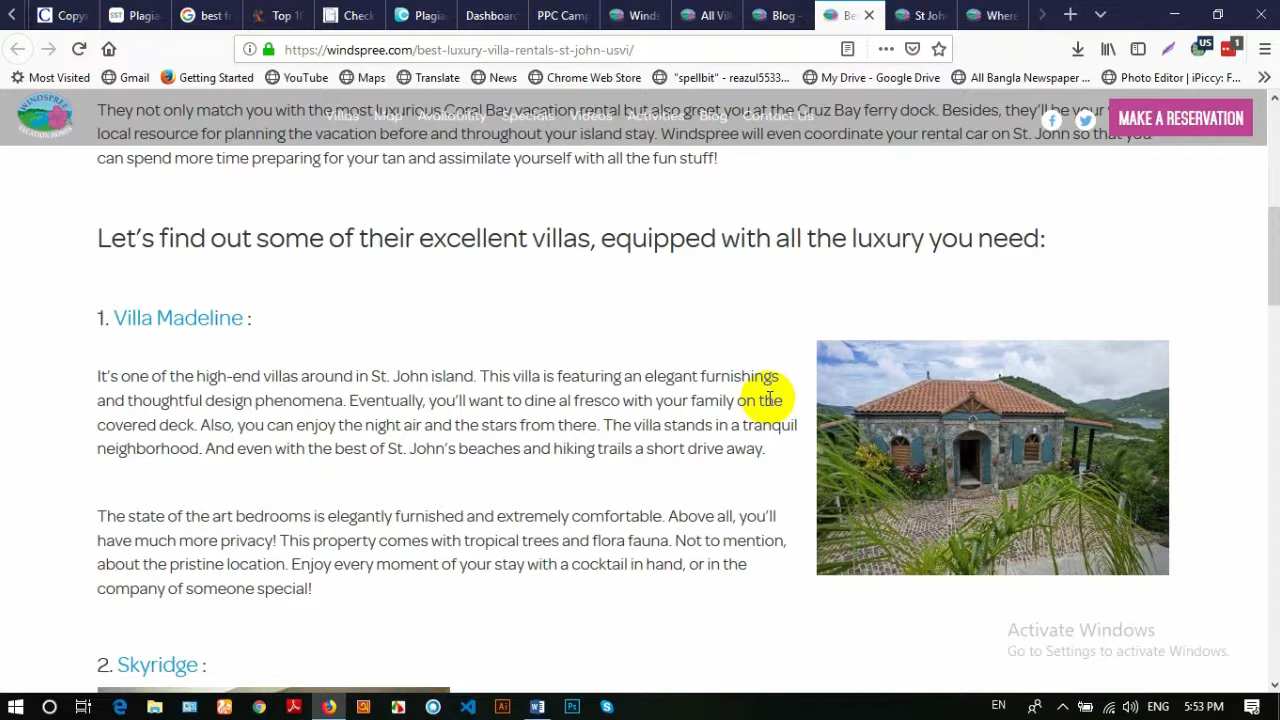 Copys
Plagia
best f
Top 1
Check
Plagia
Dashboard
PPC Camp
Winds
All Vill
Blog -
Be
St Joh
Where
https://windspree.com/best-luxury-villa-rentals-st-john-usvi/
US
1
Most Visited
Gmail
Getting Started
YouTube
Maps
Translate
News
Chrome Web Store
"spellbit" - reazul5533...
My Drive - Google Drive
All Bangla Newspaper ...
Photo Editor | iPiccy: F...
WINDSPREE
VACATION HOMES
Villas
Map
Availability
Specials
Videos
Activities
Blog
Contact Us
MAKE A RESERVATION
They not only match you with the most luxurious Coral Bay vacation rental but also greet you at the Cruz Bay ferry dock. Besides, they'll be your
local resource for planning the vacation before and throughout your island stay. Windspree will even coordinate your rental car on St. John so that you
can spend more time preparing for your tan and assimilate yourself with all the fun stuff!
Let's find out some of their excellent villas, equipped with all the luxury you need:
1. Villa Madeline :
It's one of the high-end villas around in St. John island. This villa is featuring an elegant furnishings
and thoughtful design phenomena. Eventually, you'll want to dine al fresco with your family on the
covered deck. Also, you can enjoy the night air and the stars from there. The villa stands in a tranquil
neighborhood. And even with the best of St. John's beaches and hiking trails a short drive away.
The state of the art bedrooms is elegantly furnished and extremely comfortable. Above all, you'll
have much more privacy! This property comes with tropical trees and flora fauna. Not to mention,
about the pristine location. Enjoy every moment of your stay with a cocktail in hand, or in the
company of someone special!
Activate Windows
Go to Settings to activate Windows.
2. Skyridge :
EN
ENG
5:53 PM